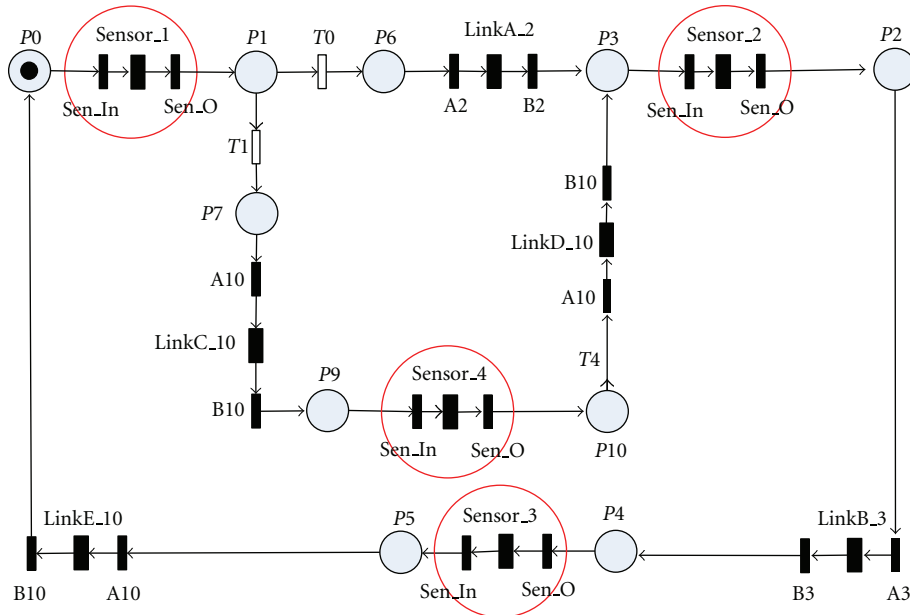 P0
Sensor_1
P1
T0
P6
LinkA_2
P3
Sensor_2
P2
Sen_In
Sen_O
A2
B2
Sen_In
Sen_O
T1
B10
P7
LinkD_10
A10
A10
LinkC_10
P9
Sensor_4
T4
B10
Sen_In
Sen_O
P10
LinkE_10
P5
Sensor_3
P4
LinkB_3
B10
A10
Sen_In
Sen_O
B3
A3